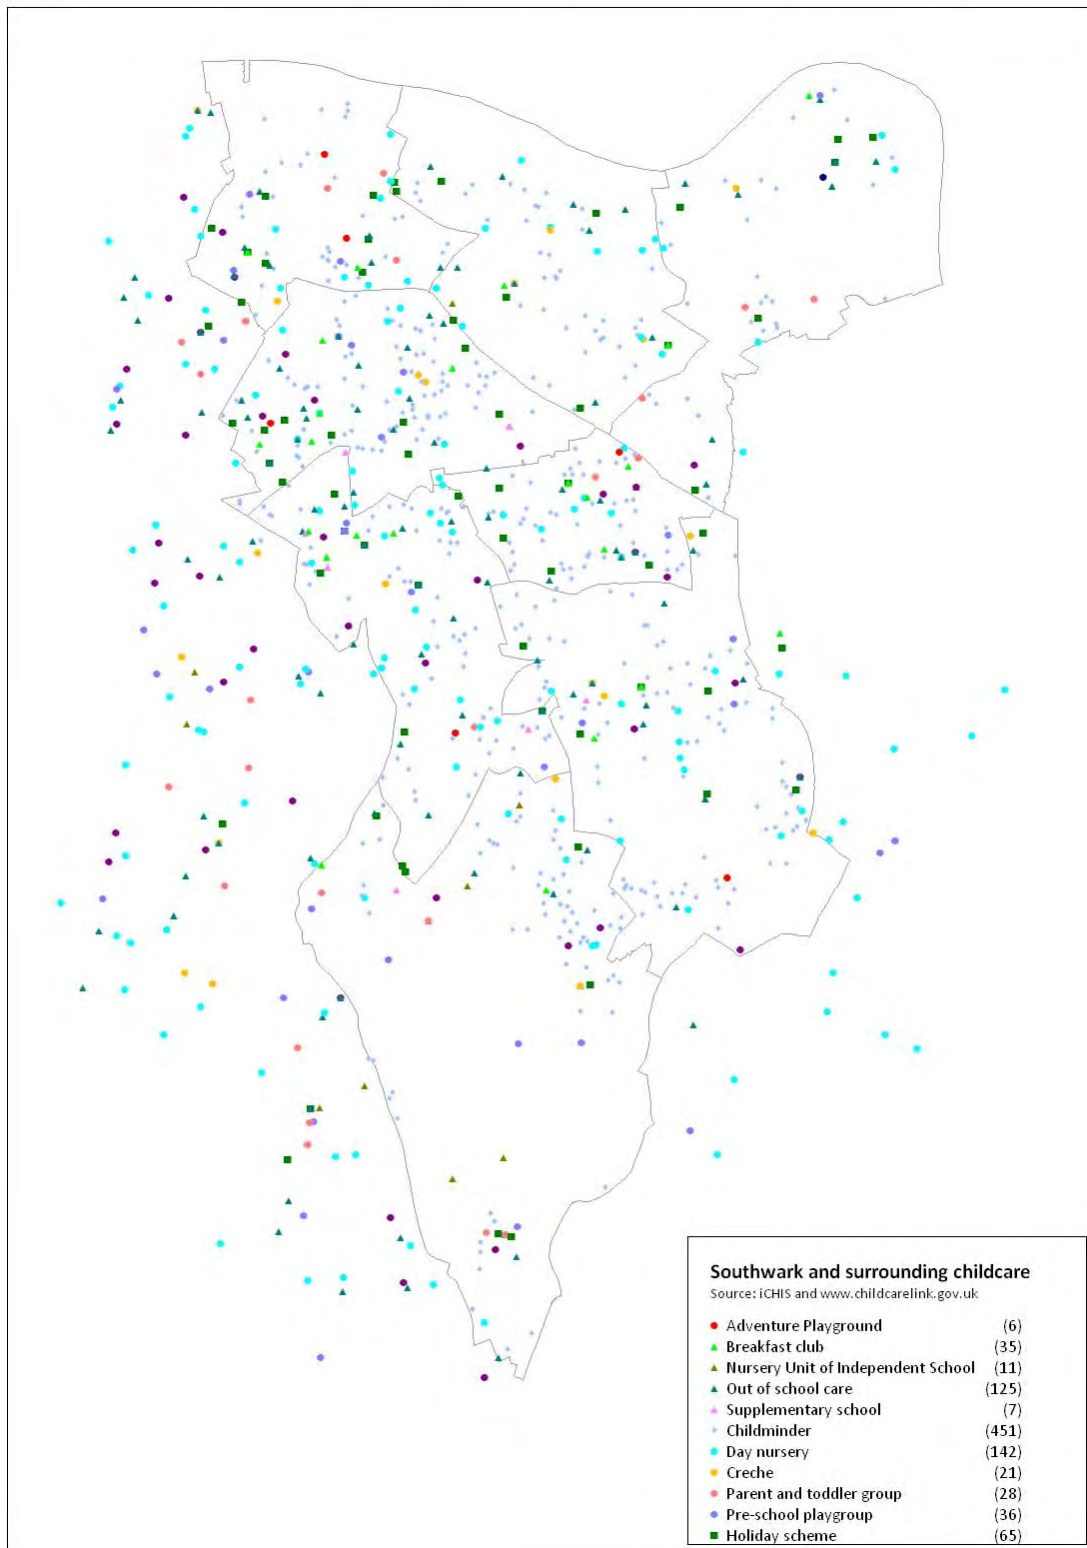 Southwark and surrounding childcare
Source: iCHIS and www.childcarelink.gov.uk
Adventure Playground (6)
Breakfast club (35)
Nursery Unit of Independent School (11)
Out of school care (125)
Supplementary school (7)
Childminder (451)
Day nursery (142)
Creche (21)
Parent and toddler group (28)
Pre-school playgroup (36)
Holiday scheme (65)